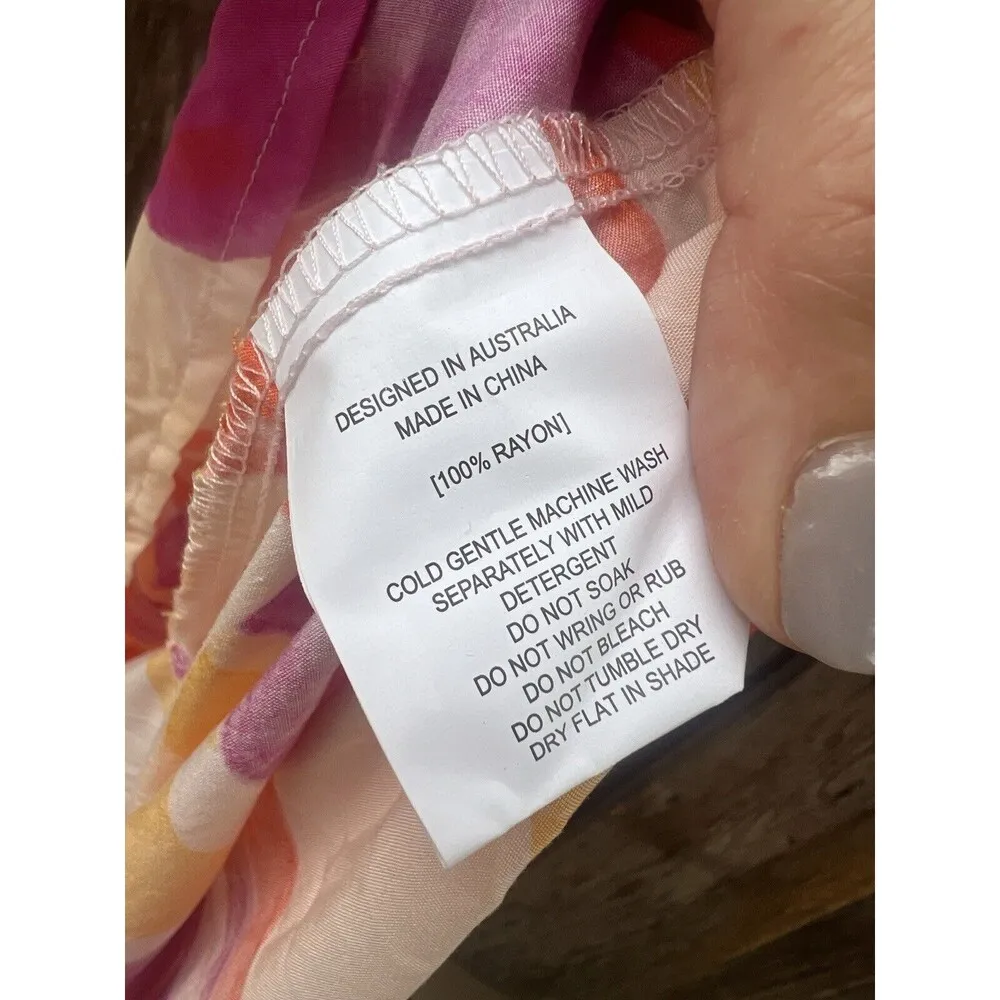 DESIGNED IN AUSTRALIA
MADE IN CHINA
[100% RAYON]
COLD GENTLE MACHINE WASH
SEPARATELY WITH MILD
DETERGENT
DO NOT SOAK
DO NOT WRING OR RUB
DO NOT BLEACH
DO NOT TUMBLE DRY
DRY FLAT IN SHADE